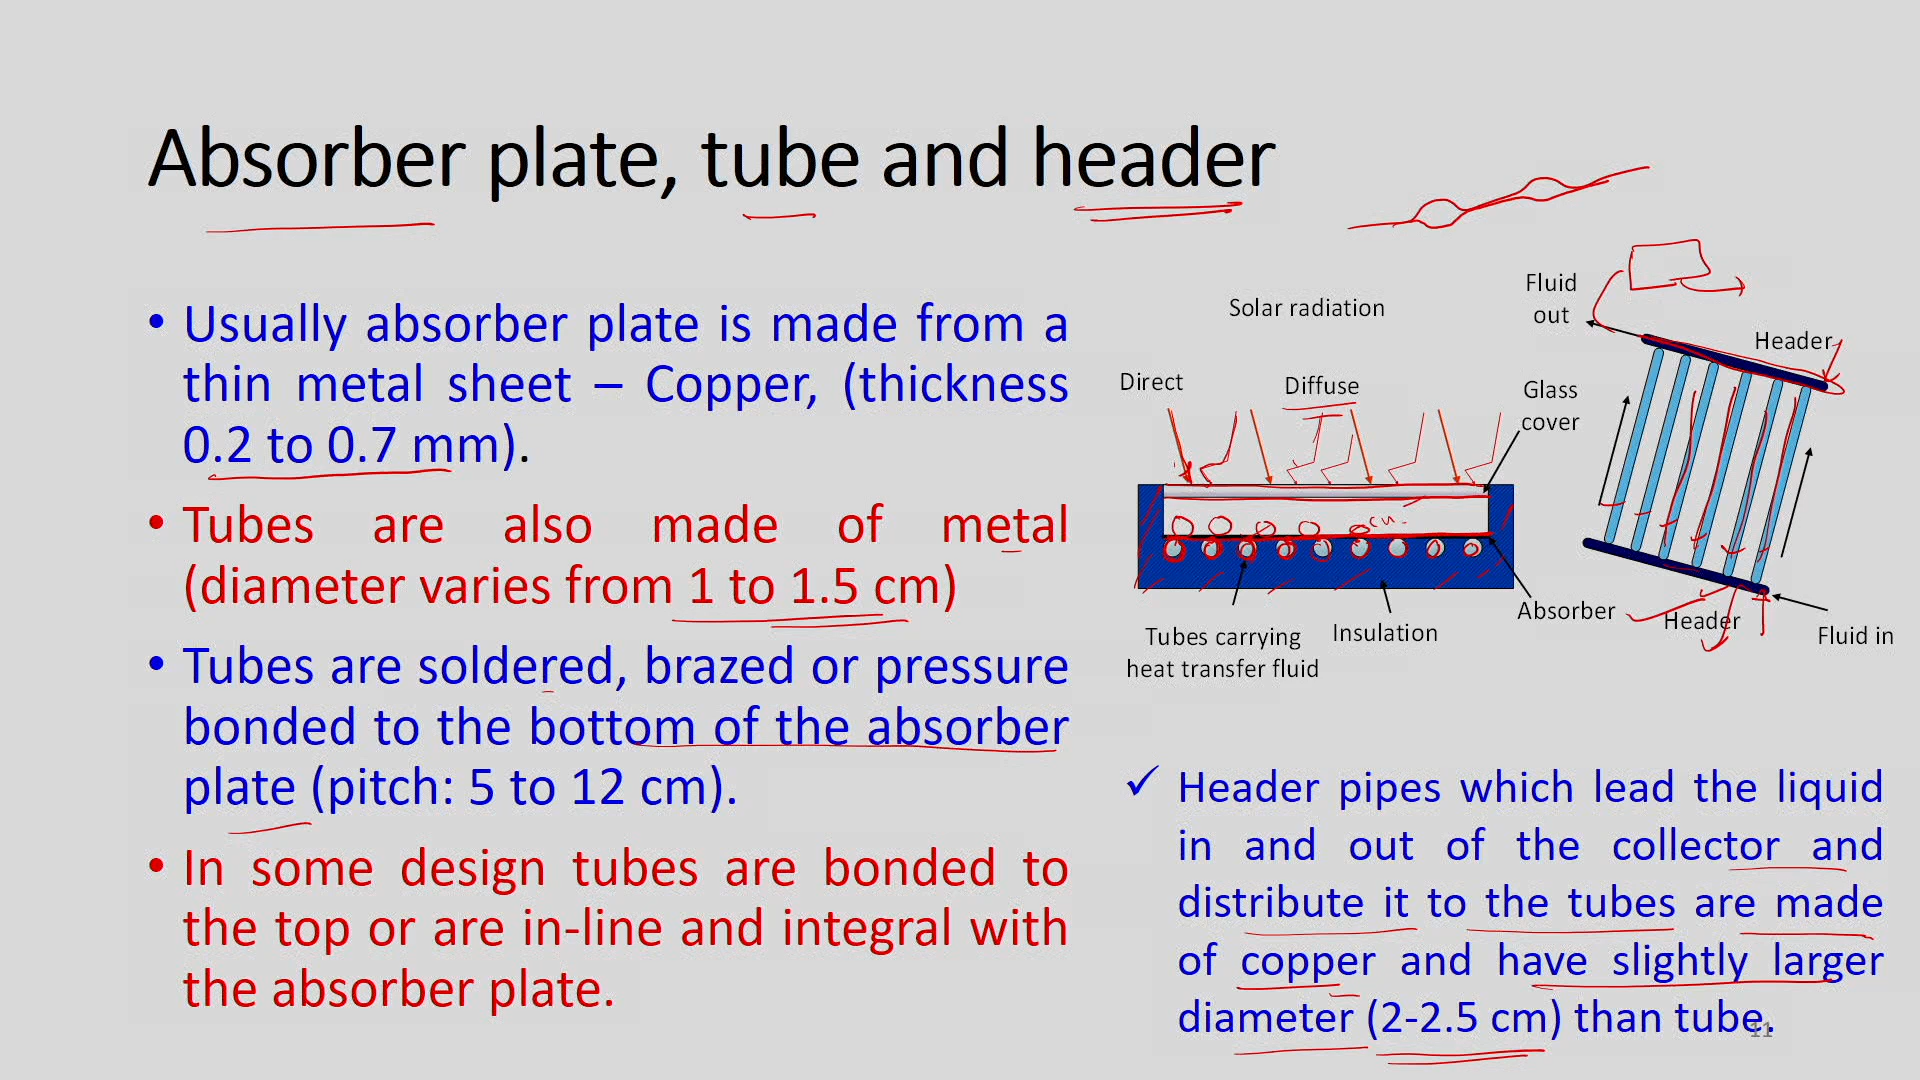 Absorber plate, tube and header
• Usually absorber plate is made from a
thin metal sheet – Copper, (thickness
0.2 to 0.7 mm).
• Tubes are also made of metal
(diameter varies from 1 to 1.5 cm)
• Tubes are soldered, brazed or pressure
bonded to the bottom of the absorber
plate (pitch: 5 to 12 cm).
• In some design tubes are bonded to
the top or are in-line and integral with
the absorber plate.
Solar radiation
Direct
Diffuse
Glass
cover
Tubes carrying
heat transfer fluid
Insulation
Absorber
Fluid
out
Header
Header
Fluid in
✓ Header pipes which lead the liquid
in and out of the collector and
distribute it to the tubes are made
of copper and have slightly larger
diameter (2-2.5 cm) than tube.
11